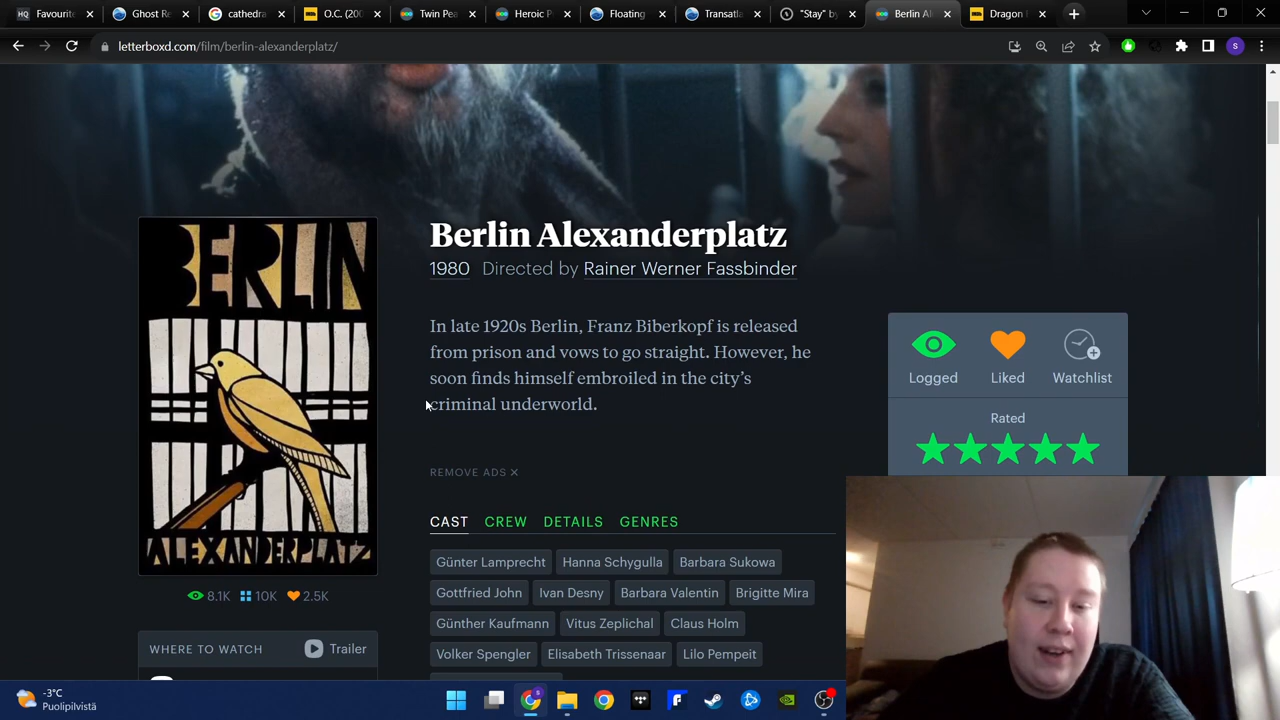 Favourite
Ghost Re
cathedra
O.C. (200
Twin Pea
Heroic P
Floating
Transatla
"Stay" by
Berlin Al
Dragon
letterboxd.com/film/berlin-alexanderplatz/
S
BERLIN
ALEXANDERPLATZ
8.1K 10K 2.5K
WHERE TO WATCH Trailer
Berlin Alexanderplatz
1980 Directed by Rainer Werner Fassbinder
In late 1920s Berlin, Franz Biberkopf is released
from prison and vows to go straight. However, he
soon finds himself embroiled in the city’s
criminal underworld.
REMOVE ADS ×
CAST CREW DETAILS GENRES
Günter Lamprecht Hanna Schygulla Barbara Sukowa
Gottfried John Ivan Desny Barbara Valentin Brigitte Mira
Günther Kaufmann Vitus Zeplichal Claus Holm
Volker Spengler Elisabeth Trissenaar Lilo Pempeit
Logged Liked Watchlist
Rated
-3°C
Puolipilvistä